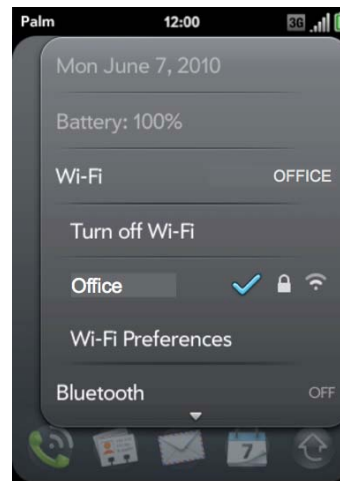 Palm 12:00 3G
Mon June 7, 2010
Battery: 100%
Wi-Fi OFFICE
Turn off Wi-Fi
Office
Wi-Fi Preferences
Bluetooth OFF
7